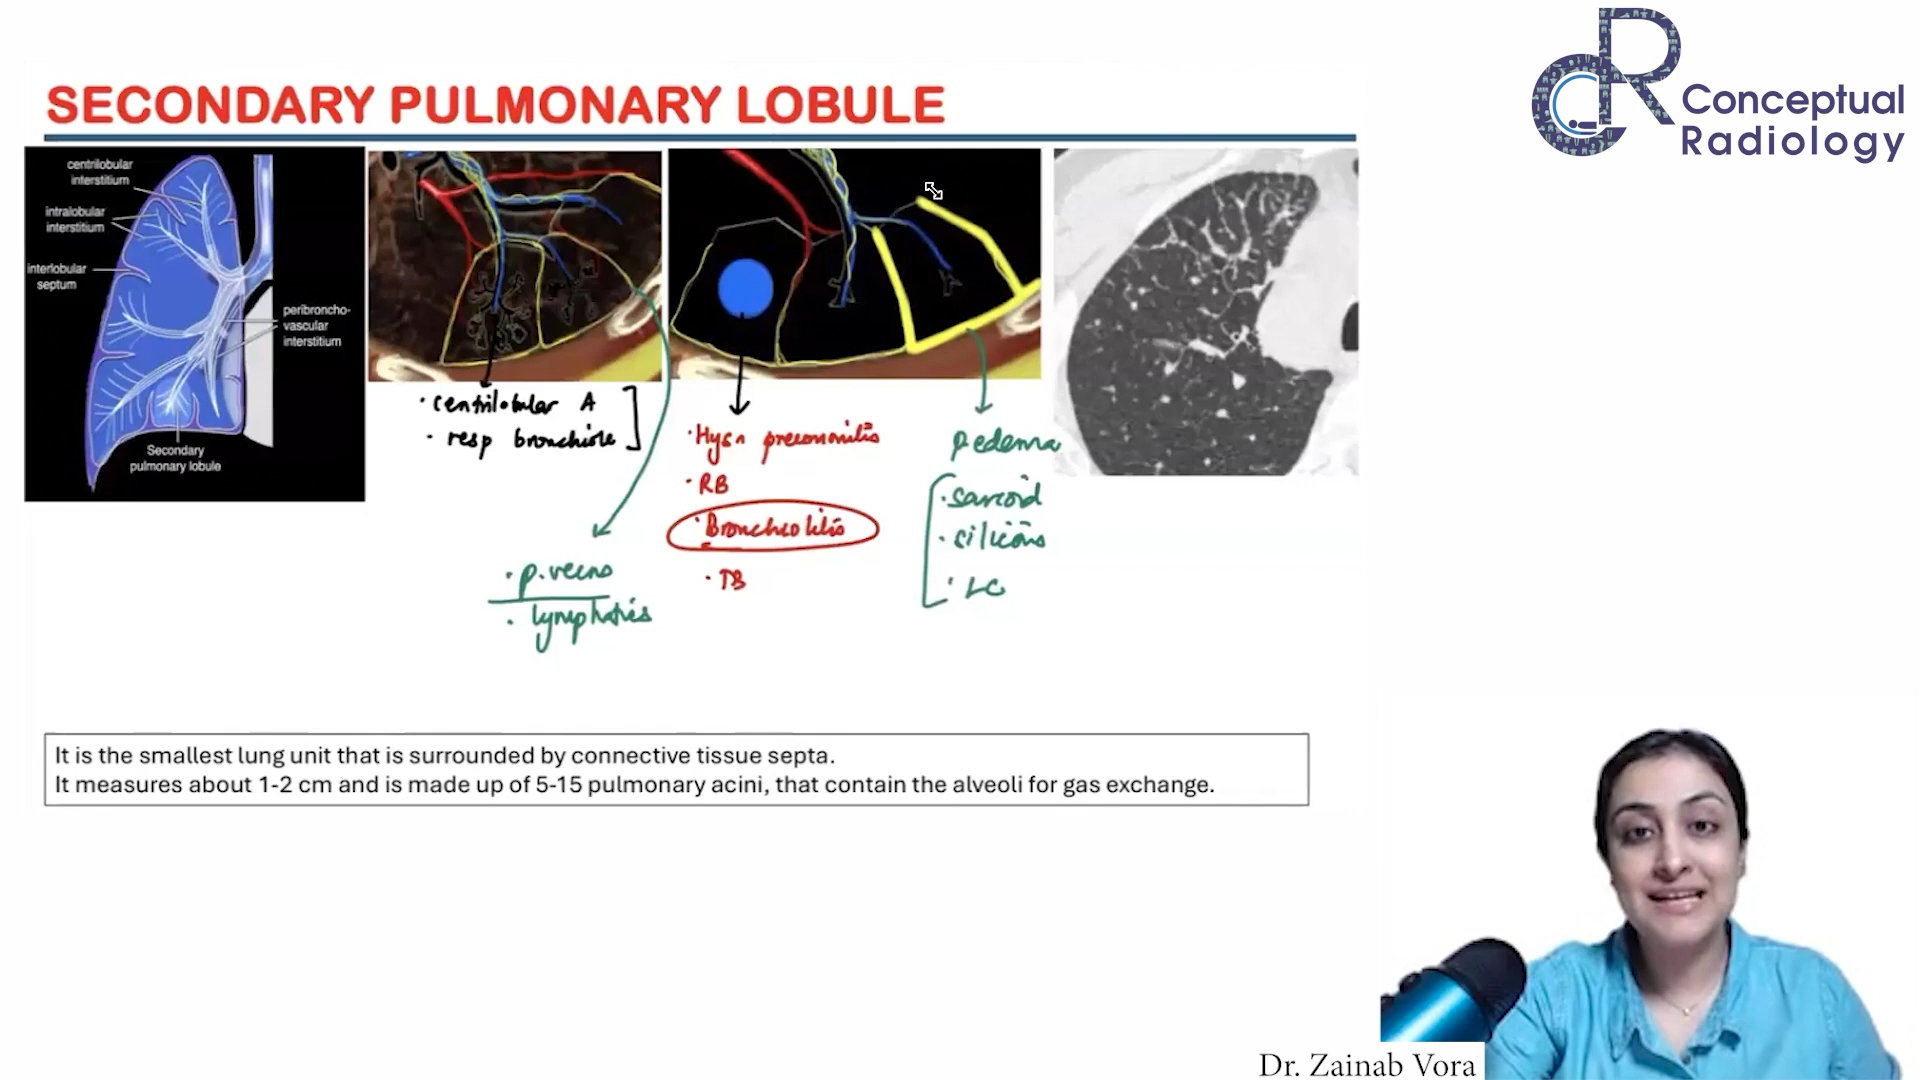 Conceptual
Radiology
SECONDARY PULMONARY LOBULE
centrilobular
interstitium
intralobular
interstitium
interlobular
septum
peribroncho-
vascular
interstitium
Secondary
pulmonary lobule
· centrilobular A
· resp bronchiole
· p. veins
· lymphatics
· Hysn pneumonitis
· RB
· Bronchiolitis
· TB
p edema
· sarcoid
· silicosis
· LC
It is the smallest lung unit that is surrounded by connective tissue septa.
It measures about 1-2 cm and is made up of 5-15 pulmonary acini, that contain the alveoli for gas exchange.
Dr. Zainab Vora